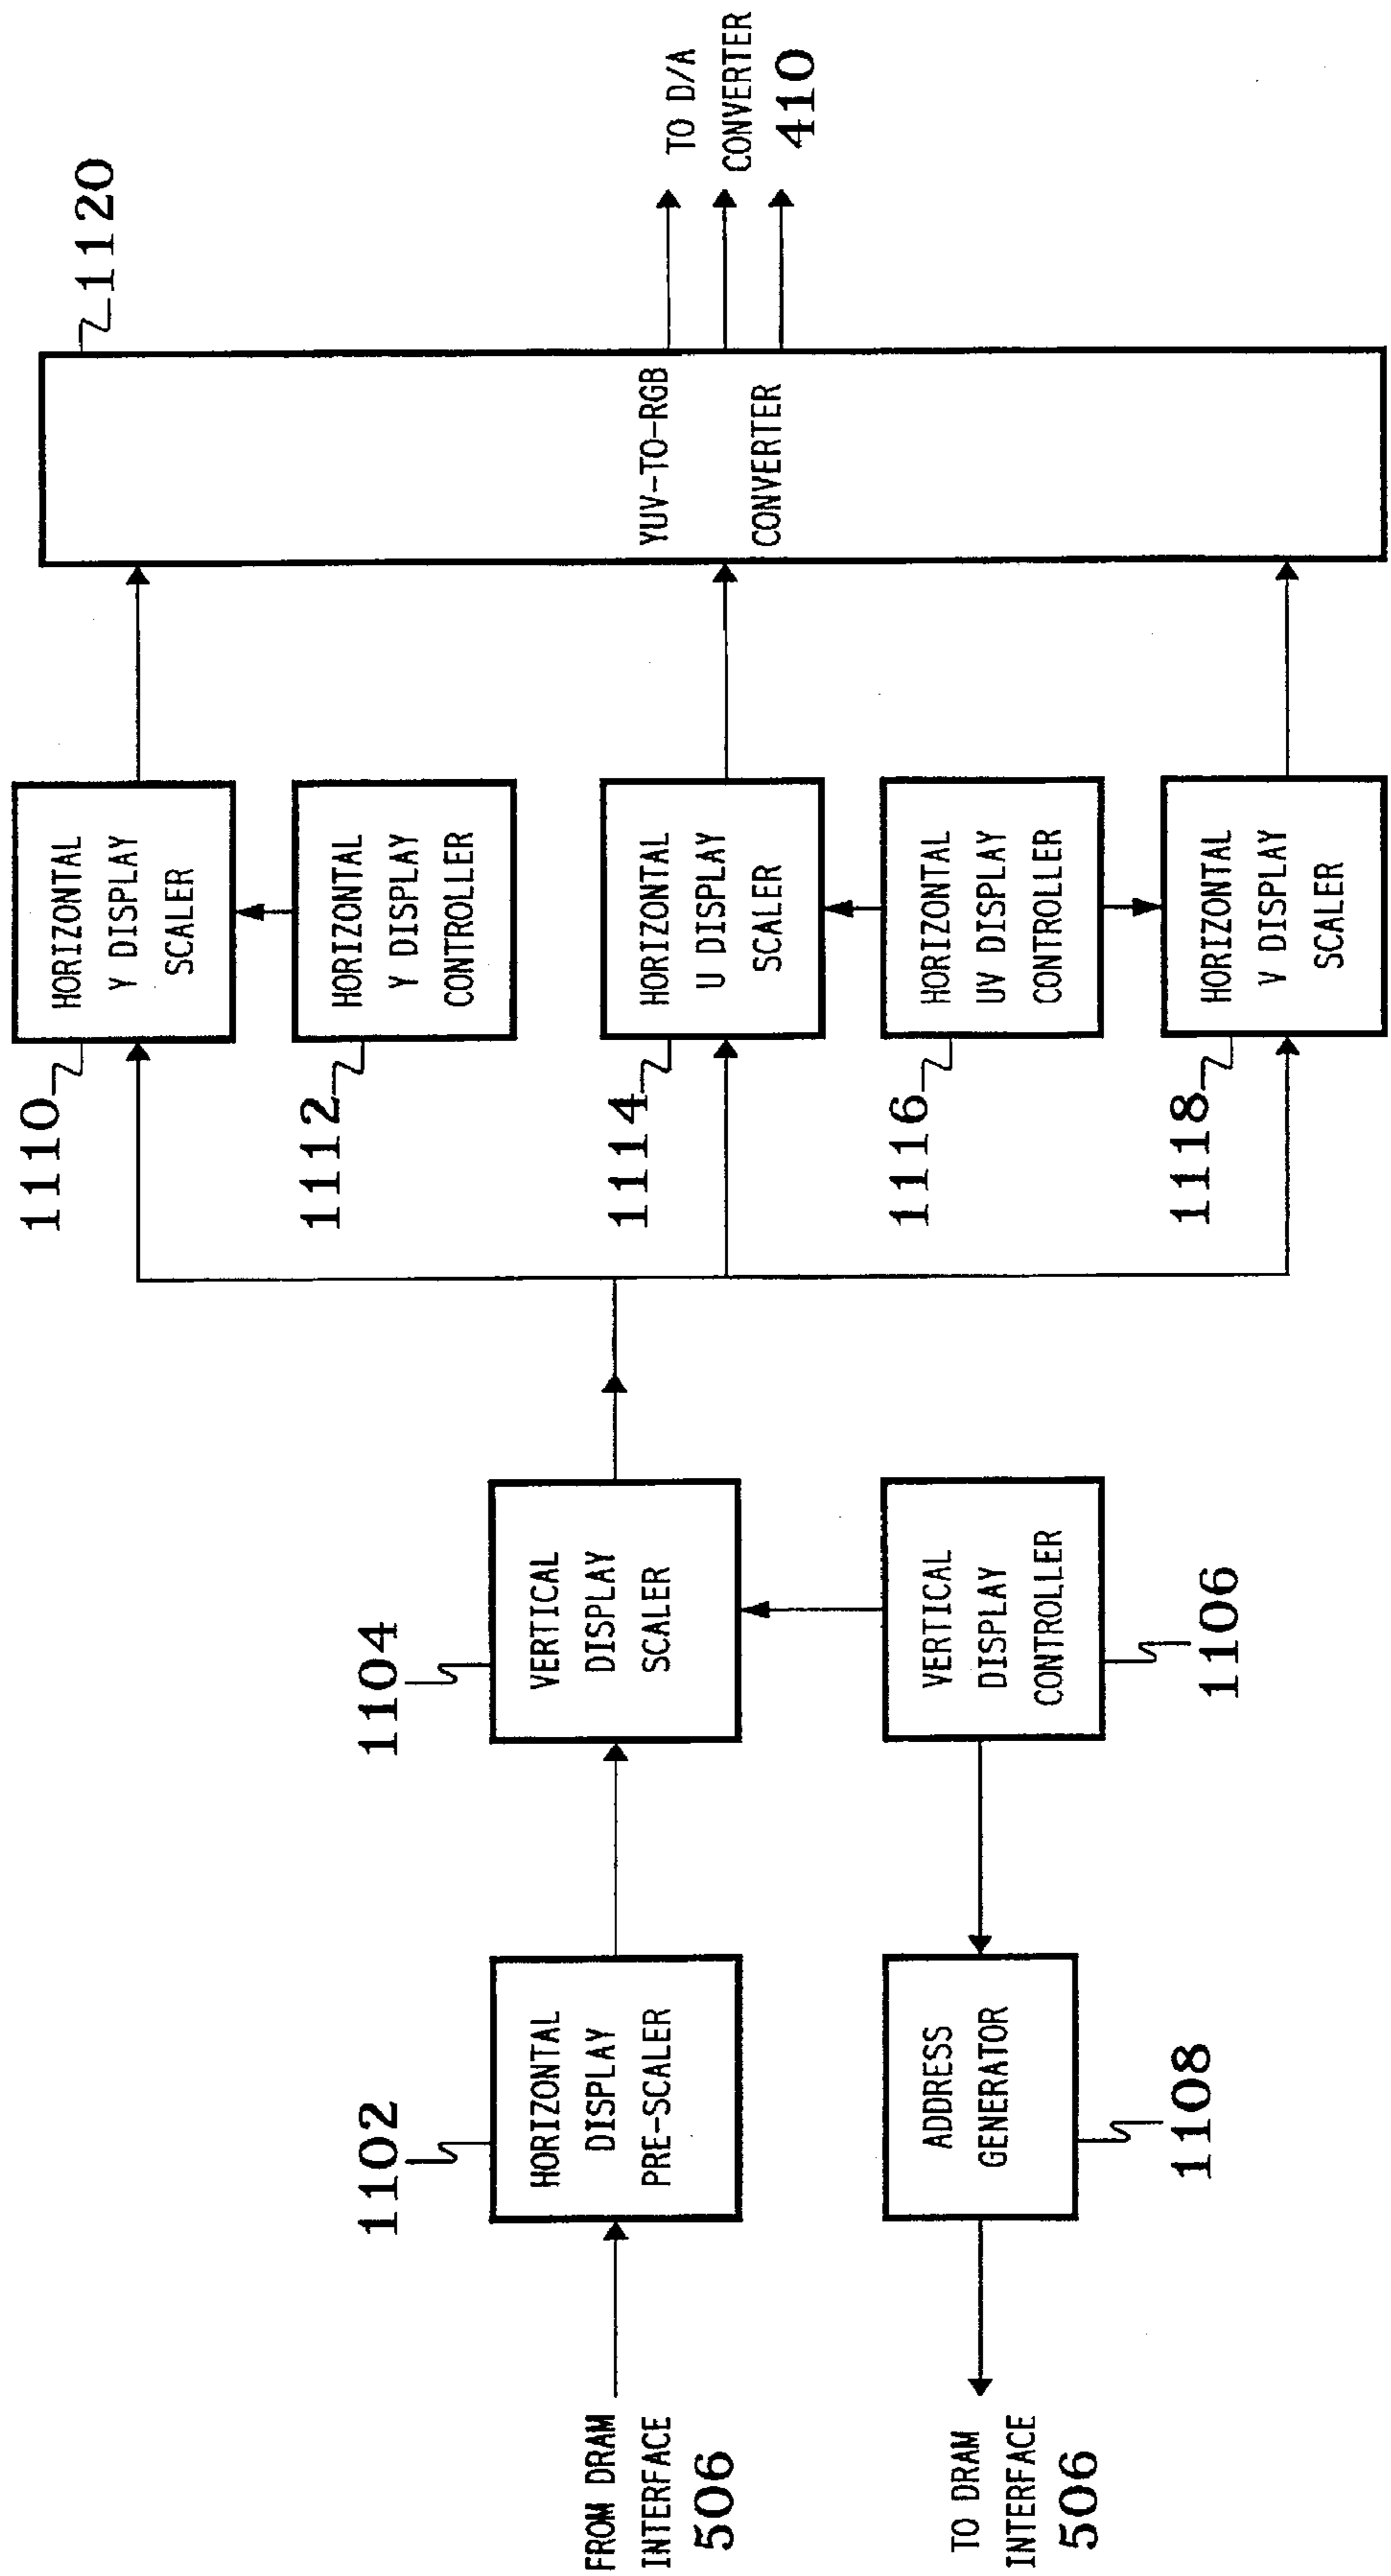 FROM DRAM
INTERFACE
506
1102
HORIZONTAL
DISPLAY
PRE-SCALER
1104
VERTICAL
DISPLAY
SCALER
TO DRAM
INTERFACE
506
ADDRESS
GENERATOR
1108
VERTICAL
DISPLAY
CONTROLLER
1106
1110
HORIZONTAL
Y DISPLAY
SCALER
1112
HORIZONTAL
Y DISPLAY
CONTROLLER
1114
HORIZONTAL
U DISPLAY
SCALER
1116
HORIZONTAL
UV DISPLAY
CONTROLLER
1118
HORIZONTAL
V DISPLAY
SCALER
1120
YUV-TO-RGB
CONVERTER
TO D/A
CONVERTER
410